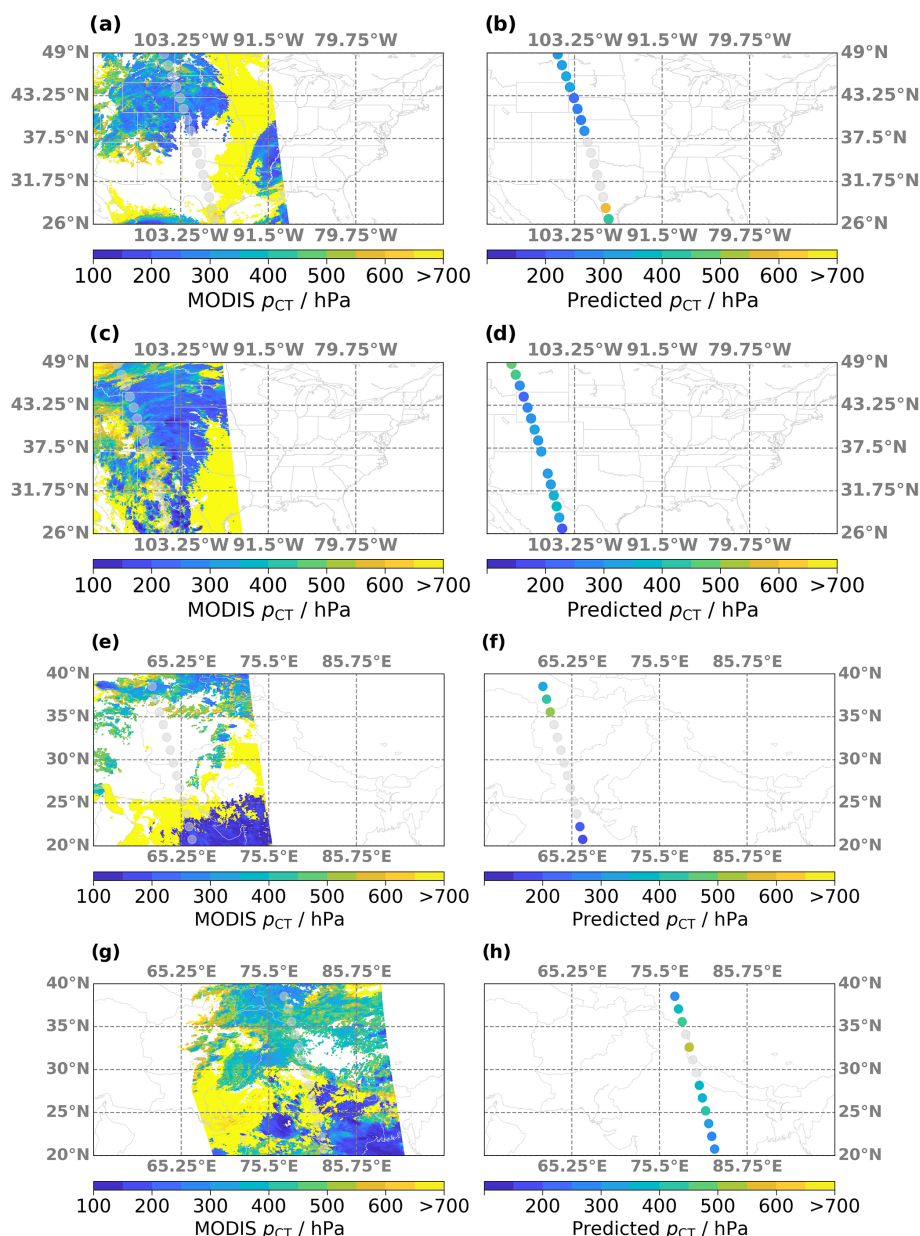 (a) (b)
103.25°W 91.5°W 79.75°W 103.25°W 91.5°W 79.75°W
49°N 49°N
43.25°N 43.25°N
37.5°N 37.5°N
31.75°N 31.75°N
26°N 26°N
103.25°W 91.5°W 79.75°W 103.25°W 91.5°W 79.75°W
100 200 300 400 500 600 >700 200 300 400 500 600 >700
MODIS pCT / hPa Predicted pCT / hPa
(c) (d)
103.25°W 91.5°W 79.75°W 103.25°W 91.5°W 79.75°W
49°N 49°N
43.25°N 43.25°N
37.5°N 37.5°N
31.75°N 31.75°N
26°N 26°N
103.25°W 91.5°W 79.75°W 103.25°W 91.5°W 79.75°W
100 200 300 400 500 600 >700 200 300 400 500 600 >700
MODIS pCT / hPa Predicted pCT / hPa
(e) (f)
65.25°E 75.5°E 85.75°E 65.25°E 75.5°E 85.75°E
40°N 40°N
35°N 35°N
30°N 30°N
25°N 25°N
20°N 20°N
65.25°E 75.5°E 85.75°E 65.25°E 75.5°E 85.75°E
100 200 300 400 500 600 >700 200 300 400 500 600 >700
MODIS pCT / hPa Predicted pCT / hPa
(g) (h)
65.25°E 75.5°E 85.75°E 65.25°E 75.5°E 85.75°E
40°N 40°N
35°N 35°N
30°N 30°N
25°N 25°N
20°N 20°N
65.25°E 75.5°E 85.75°E 65.25°E 75.5°E 85.75°E
100 200 300 400 500 600 >700 200 300 400 500 600 >700
MODIS pCT / hPa Predicted pCT / hPa